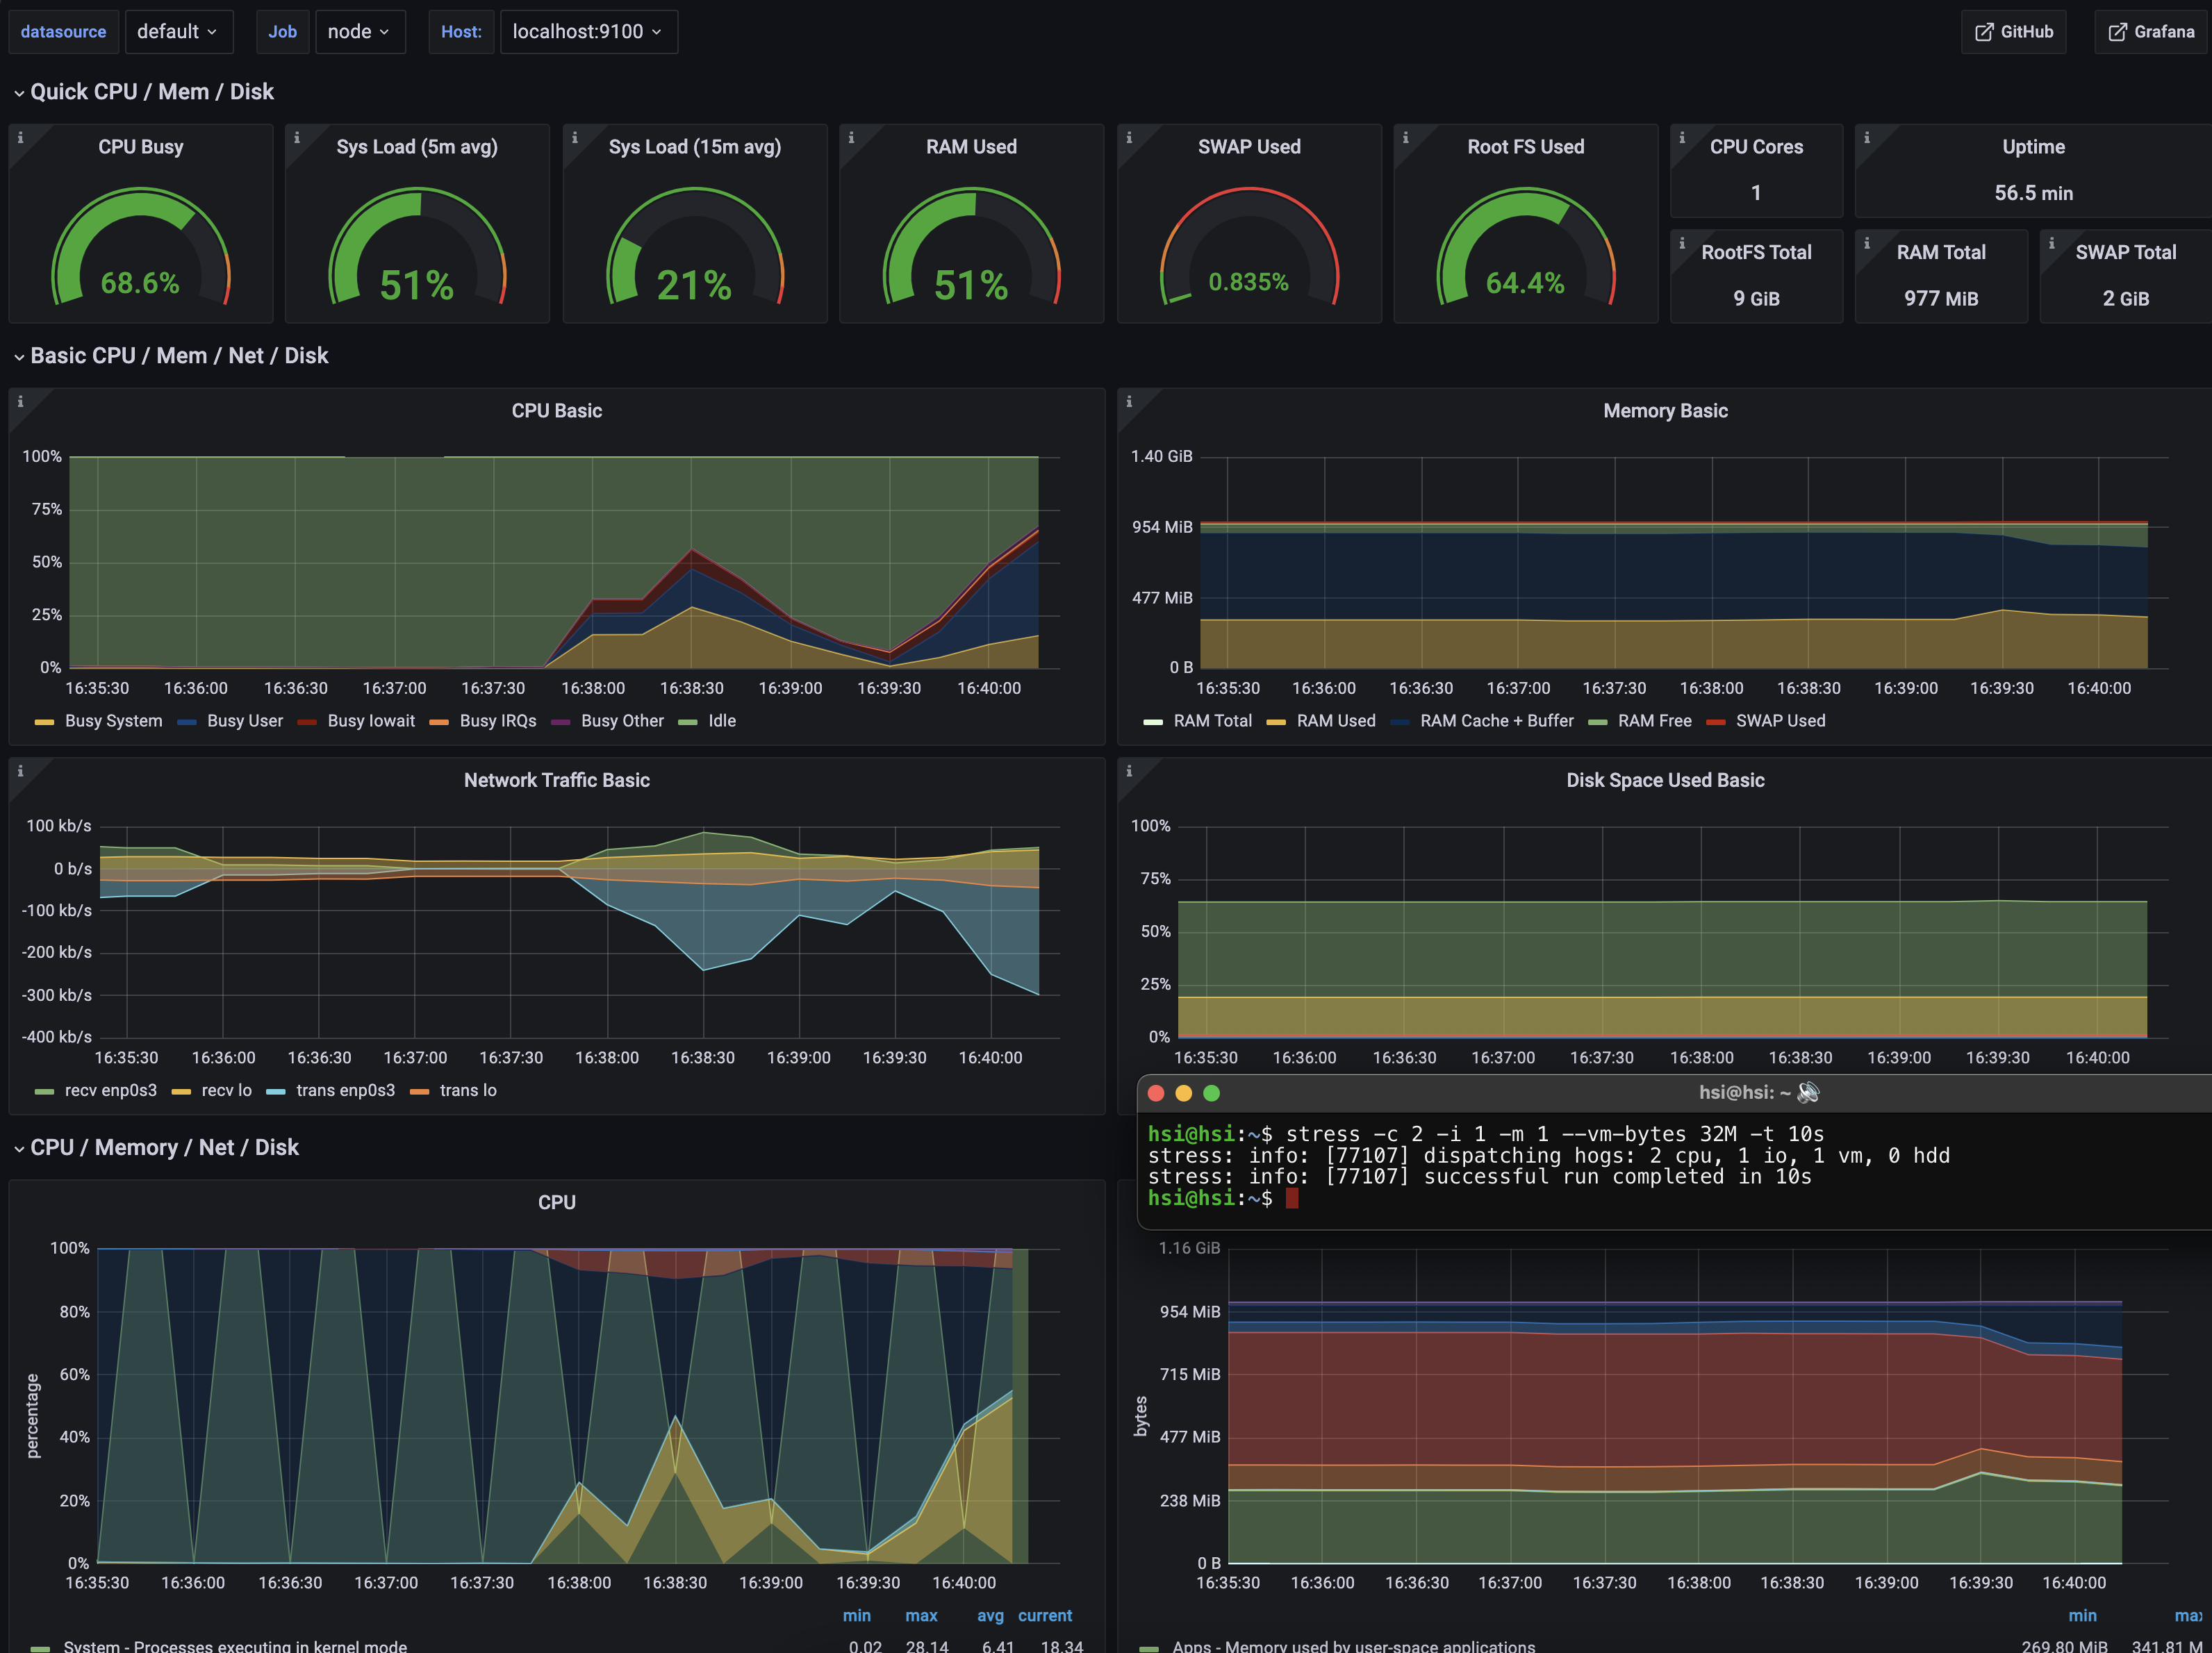 datasource default Job node Host: localhost:9100 GitHub Grafana
Quick CPU / Mem / Disk
CPU Busy Sys Load (5m avg) Sys Load (15m avg) RAM Used SWAP Used Root FS Used CPU Cores Uptime
1 56.5 min
68.6% 51% 21% 51% 0.835% 64.4%
RootFS Total RAM Total SWAP Total
9 GiB 977 MiB 2 GiB
Basic CPU / Mem / Net / Disk
CPU Basic
100%
75%
50%
25%
0%
16:35:30 16:36:00 16:36:30 16:37:00 16:37:30 16:38:00 16:38:30 16:39:00 16:39:30 16:40:00
Busy System Busy User Busy Iowait Busy IRQs Busy Other Idle
Memory Basic
1.40 GiB
954 MiB
477 MiB
0 B
16:35:30 16:36:00 16:36:30 16:37:00 16:37:30 16:38:00 16:38:30 16:39:00 16:39:30 16:40:00
RAM Total RAM Used RAM Cache + Buffer RAM Free SWAP Used
Network Traffic Basic
100 kb/s
0 b/s
-100 kb/s
-200 kb/s
-300 kb/s
-400 kb/s
16:35:30 16:36:00 16:36:30 16:37:00 16:37:30 16:38:00 16:38:30 16:39:00 16:39:30 16:40:00
recv enp0s3 recv lo trans enp0s3 trans lo
Disk Space Used Basic
100%
75%
50%
25%
0%
16:35:30 16:36:00 16:36:30 16:37:00 16:37:30 16:38:00 16:38:30 16:39:00 16:39:30 16:40:00
hsi@hsi: ~
hsi@hsi:~$ stress -c 2 -i 1 -m 1 --vm-bytes 32M -t 10s
stress: info: [77107] dispatching hogs: 2 cpu, 1 io, 1 vm, 0 hdd
stress: info: [77107] successful run completed in 10s
hsi@hsi:~$
CPU / Memory / Net / Disk
CPU
percentage
100%
80%
60%
40%
20%
0%
16:35:30 16:36:00 16:36:30 16:37:00 16:37:30 16:38:00 16:38:30 16:39:00 16:39:30 16:40:00
min max avg current
System - Processes executing in kernel mode 0.02 28.14 6.41 18.34
bytes
1.16 GiB
954 MiB
715 MiB
477 MiB
238 MiB
0 B
16:35:30 16:36:00 16:36:30 16:37:00 16:37:30 16:38:00 16:38:30 16:39:00 16:39:30 16:40:00
min max
Apps - Memory used by user-space applications 269.80 MiB 341.81 M